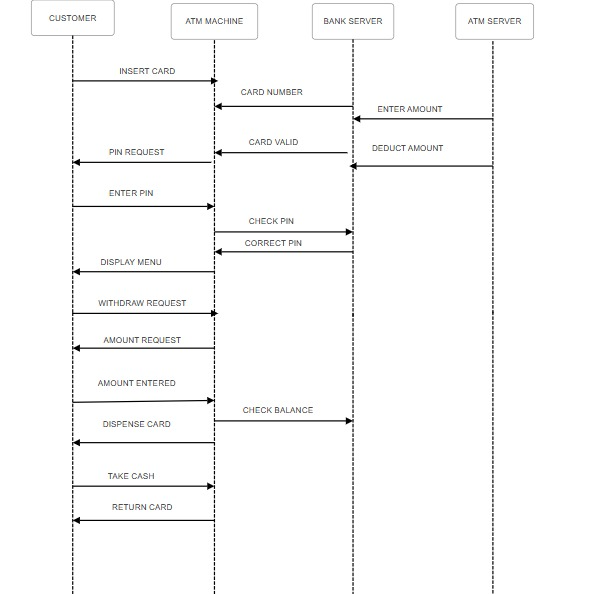 CUSTOMER
ATM MACHINE
BANK SERVER
ATM SERVER
INSERT CARD
CARD NUMBER
ENTER AMOUNT
CARD VALID
DEDUCT AMOUNT
PIN REQUEST
ENTER PIN
CHECK PIN
CORRECT PIN
DISPLAY MENU
WITHDRAW REQUEST
AMOUNT REQUEST
AMOUNT ENTERED
CHECK BALANCE
DISPENSE CARD
TAKE CASH
RETURN CARD